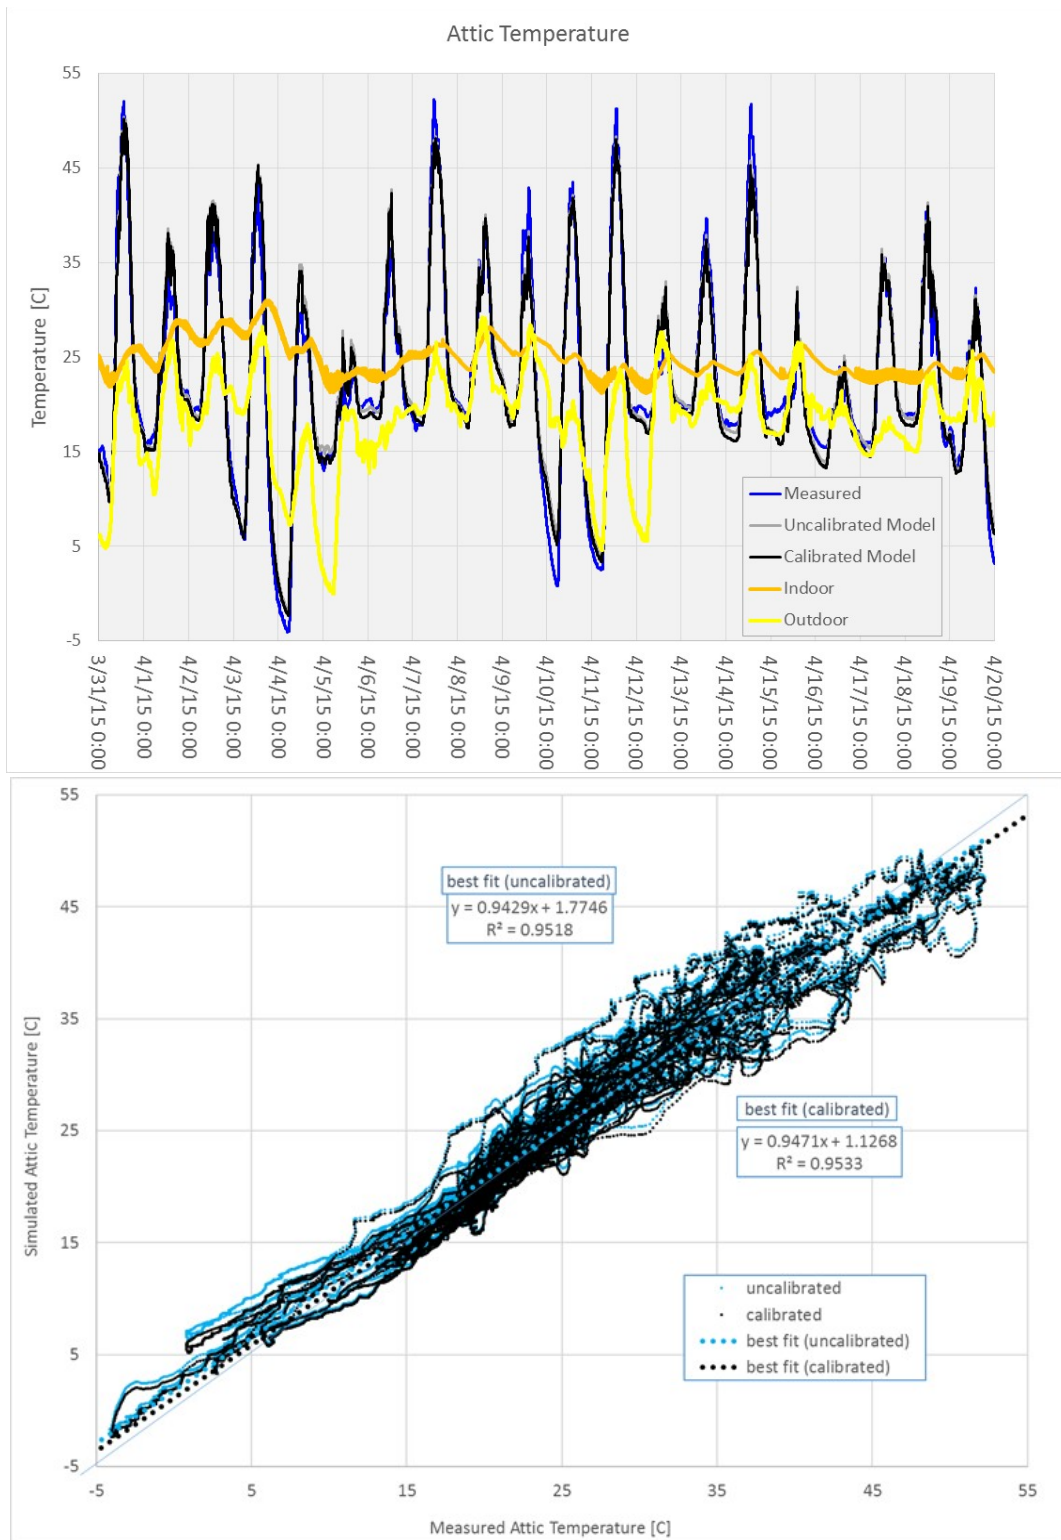 Attic Temperature
55
45
35
25
15
5
-5
Temperature [C]
Measured
Uncalibrated Model
Calibrated Model
Indoor
Outdoor
3/31/15 0:00
4/1/15 0:00
4/2/15 0:00
4/3/15 0:00
4/4/15 0:00
4/5/15 0:00
4/6/15 0:00
4/7/15 0:00
4/8/15 0:00
4/9/15 0:00
4/10/15 0:00
4/11/15 0:00
4/12/15 0:00
4/13/15 0:00
4/14/15 0:00
4/15/15 0:00
4/16/15 0:00
4/17/15 0:00
4/18/15 0:00
4/19/15 0:00
4/20/15 0:00
55
45
35
25
15
5
-5
Simulated Attic Temperature [C]
best fit (uncalibrated)
y = 0.9429x + 1.7746
R² = 0.9518
best fit (calibrated)
y = 0.9471x + 1.1268
R² = 0.9533
uncalibrated
calibrated
best fit (uncalibrated)
best fit (calibrated)
-5
5
15
25
35
45
55
Measured Attic Temperature [C]